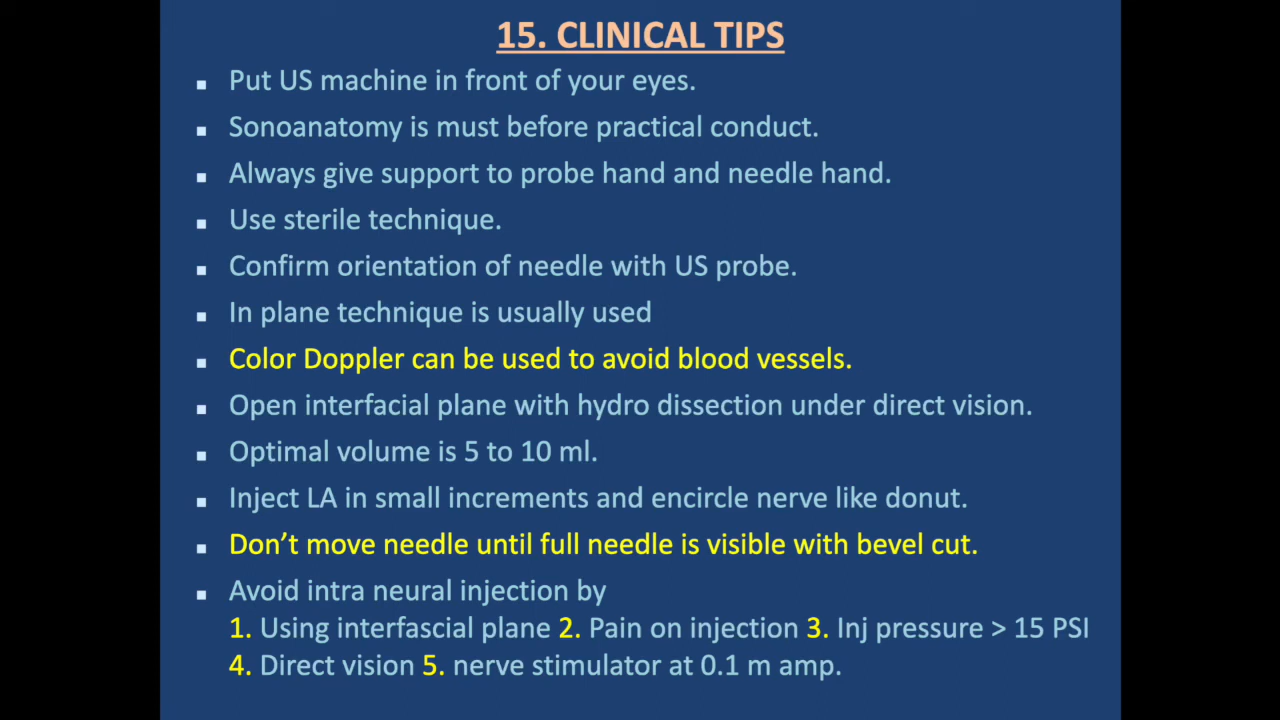 15. CLINICAL TIPS
▪ Put US machine in front of your eyes.
▪ Sonoanatomy is must before practical conduct.
▪ Always give support to probe hand and needle hand.
▪ Use sterile technique.
▪ Confirm orientation of needle with US probe.
▪ In plane technique is usually used
▪ Color Doppler can be used to avoid blood vessels.
▪ Open interfacial plane with hydro dissection under direct vision.
▪ Optimal volume is 5 to 10 ml.
▪ Inject LA in small increments and encircle nerve like donut.
▪ Don’t move needle until full needle is visible with bevel cut.
▪ Avoid intra neural injection by
1. Using interfascial plane 2. Pain on injection 3. Inj pressure > 15 PSI
4. Direct vision 5. nerve stimulator at 0.1 m amp.